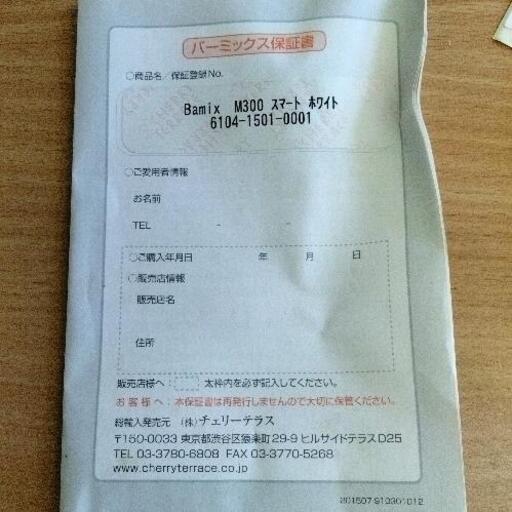 バーミックス保証書
○商品名／保証登録No.
Bamix M300 スマート ホワイト
6104-1501-0001
○ご愛用者情報
お名前
TEL - -
○ご購入年月日 年 月 日
○販売店情報
販売店名
住所
販売店様へ： 太枠内を必ず記入してください。
お客様へ：本保証書は再発行しませんので大切に保管ください。
総輸入発売元 (株)チェリーテラス
〒150-0033 東京都渋谷区猿楽町29-9 ヒルサイドテラスD25
TEL 03-3780-6808 FAX 03-3770-5268
www.cherryterrace.co.jp